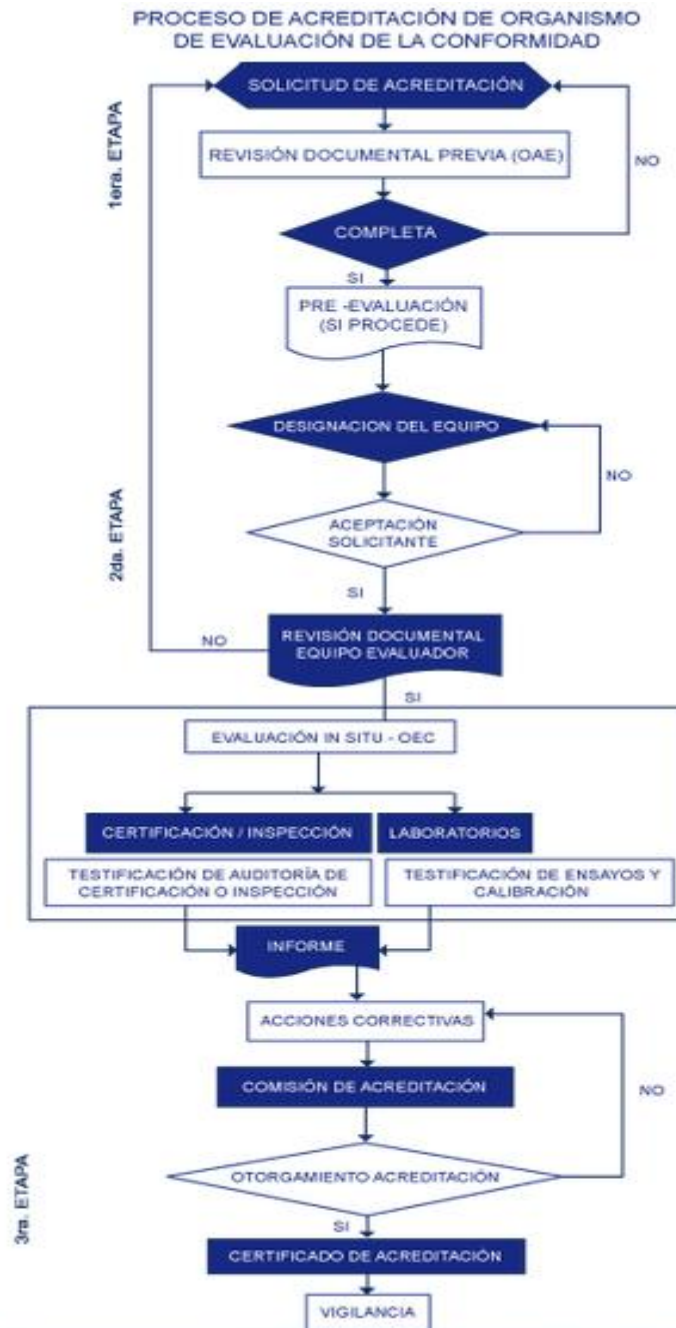 PROCESO DE ACREDITACIÓN DE ORGANISMO
DE EVALUACIÓN DE LA CONFORMIDAD
1era. ETAPA
SOLICITUD DE ACREDITACIÓN
REVISIÓN DOCUMENTAL PREVIA (OAE)
NO
COMPLETA
SI
PRE -EVALUACIÓN
(SI PROCEDE)
2da. ETAPA
DESIGNACION DEL EQUIPO
NO
ACEPTACIÓN
SOLICITANTE
SI
NO
REVISIÓN DOCUMENTAL
EQUIPO EVALUADOR
SI
EVALUACIÓN IN SITU - OEC
CERTIFICACIÓN / INSPECCIÓN
LABORATORIOS
TESTIFICACIÓN DE AUDITORÍA DE
CERTIFICACIÓN O INSPECCIÓN
TESTIFICACIÓN DE ENSAYOS Y
CALIBRACIÓN
INFORME
ACCIONES CORRECTIVAS
COMISIÓN DE ACREDITACIÓN
NO
3ra. ETAPA
OTORGAMIENTO ACREDITACIÓN
SI
CERTIFICADO DE ACREDITACIÓN
VIGILANCIA